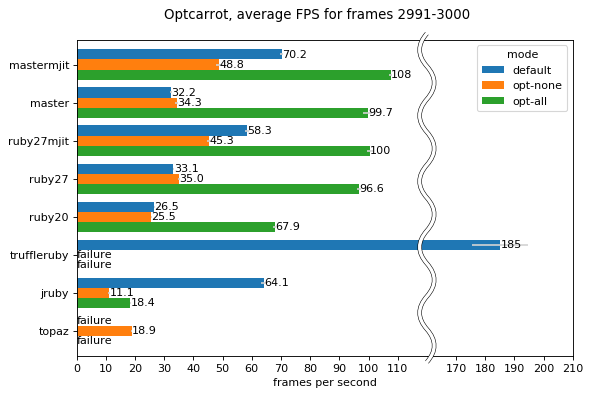 Optcarrot, average FPS for frames 2991-3000
mode
default
opt-none
opt-all
mastermjit
70.2
48.8
108
master
32.2
34.3
99.7
ruby27mjit
58.3
45.3
100
ruby27
33.1
35.0
96.6
ruby20
26.5
25.5
67.9
truffleruby
185
failure
failure
jruby
64.1
11.1
18.4
topaz
failure
18.9
failure
0 10 20 30 40 50 60 70 80 90 100 110 170 180 190 200 210
frames per second